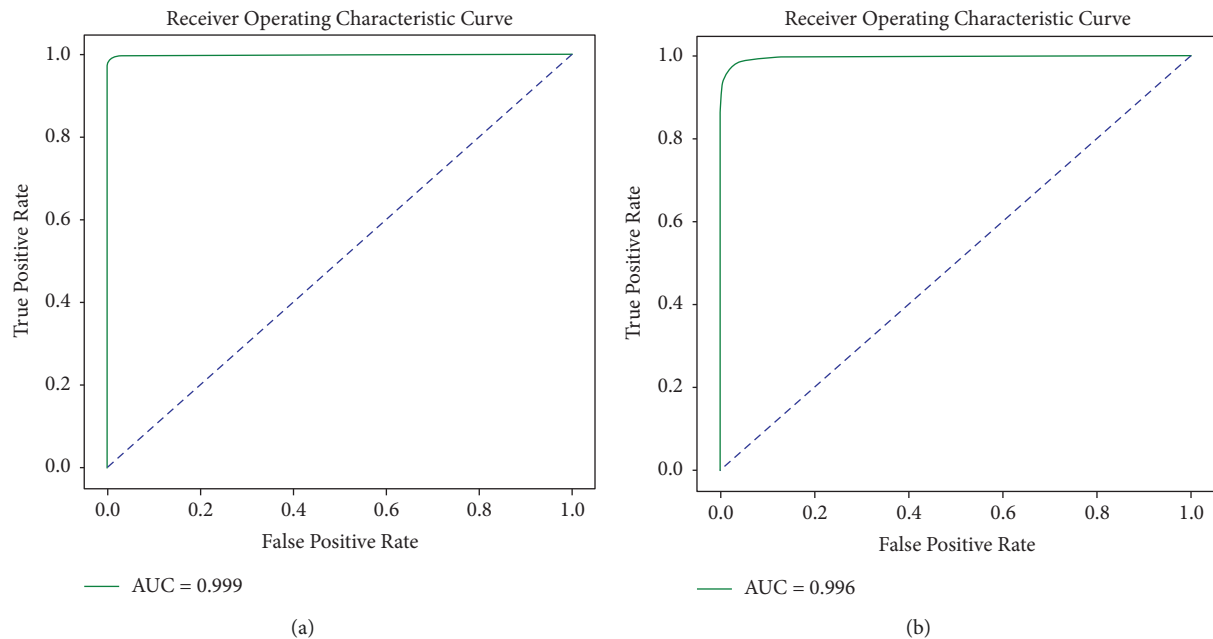 Receiver Operating Characteristic Curve
1.0
0.8
0.6
0.4
0.2
0.0
True Positive Rate
0.0 0.2 0.4 0.6 0.8 1.0
False Positive Rate
AUC = 0.999
(a)
Receiver Operating Characteristic Curve
1.0
0.8
0.6
0.4
0.2
0.0
True Positive Rate
0.0 0.2 0.4 0.6 0.8 1.0
False Positive Rate
AUC = 0.996
(b)